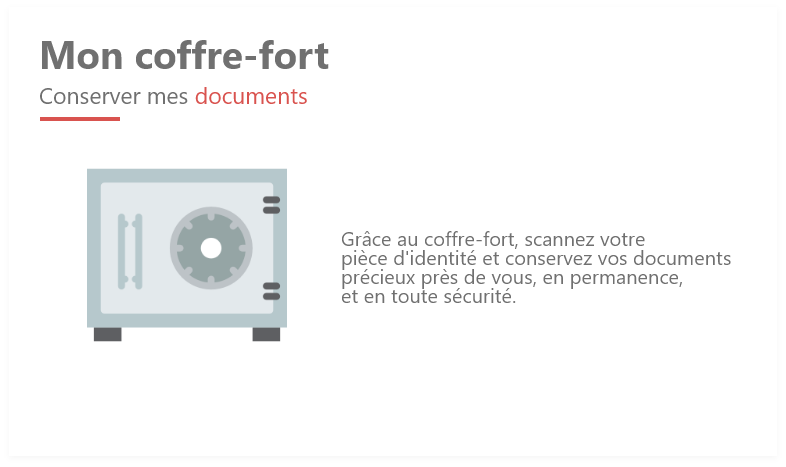 Mon coffre-fort
Conserver mes documents
Grâce au coffre-fort, scannez votre
pièce d'identité et conservez vos documents
précieux près de vous, en permanence,
et en toute sécurité.